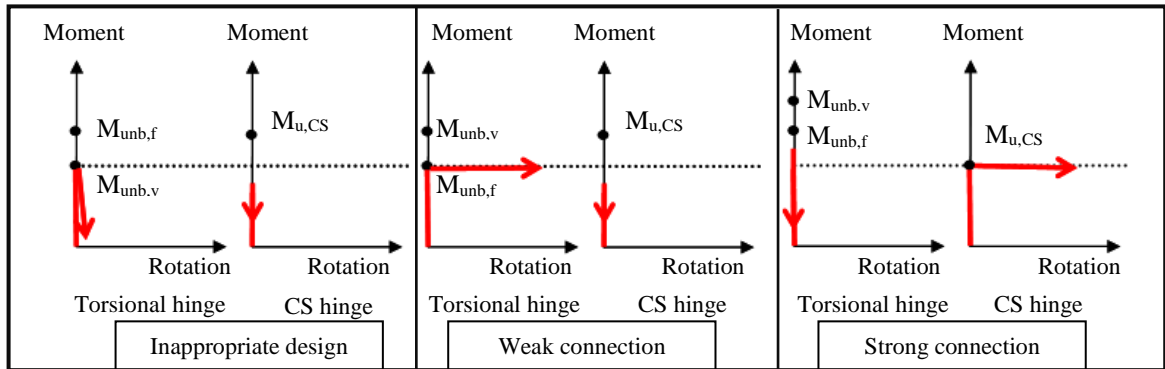 Moment
Moment
M_unb,f
M_u,CS
M_unb.v
Rotation
Rotation
Torsional hinge
CS hinge
Inappropriate design
Moment
Moment
M_unb,v
M_u,CS
M_unb,f
Rotation
Rotation
Torsional hinge
CS hinge
Weak connection
Moment
Moment
M_unb.v
M_unb,f
M_u,CS
Rotation
Rotation
Torsional hinge
CS hinge
Strong connection